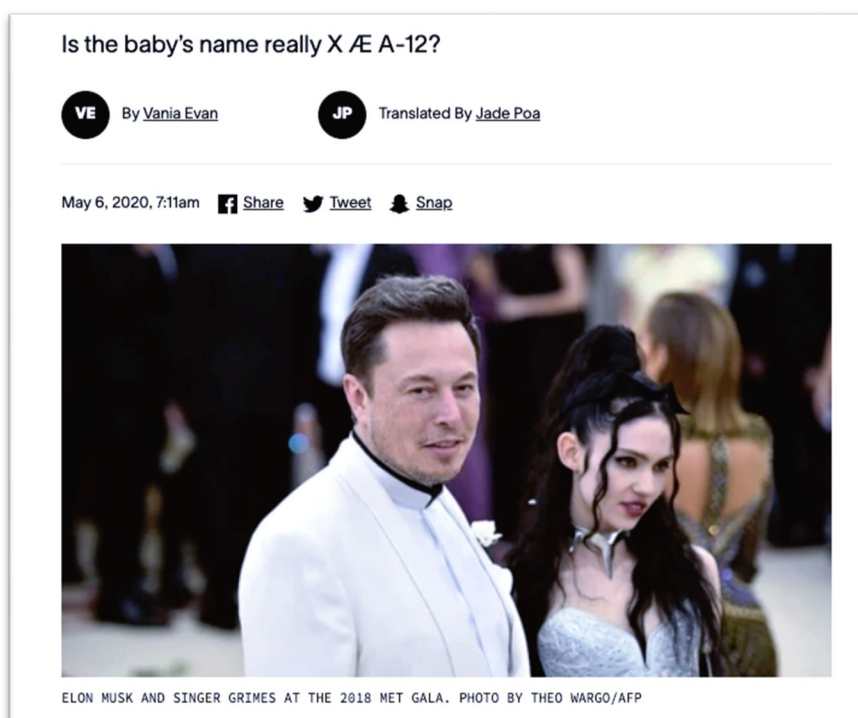 Is the baby's name really X Æ A-12?
VE By Vania Evan JP Translated By Jade Poa
May 6, 2020, 7:11am Share Tweet Snap
ELON MUSK AND SINGER GRIMES AT THE 2018 MET GALA. PHOTO BY THEO WARGO/AFP